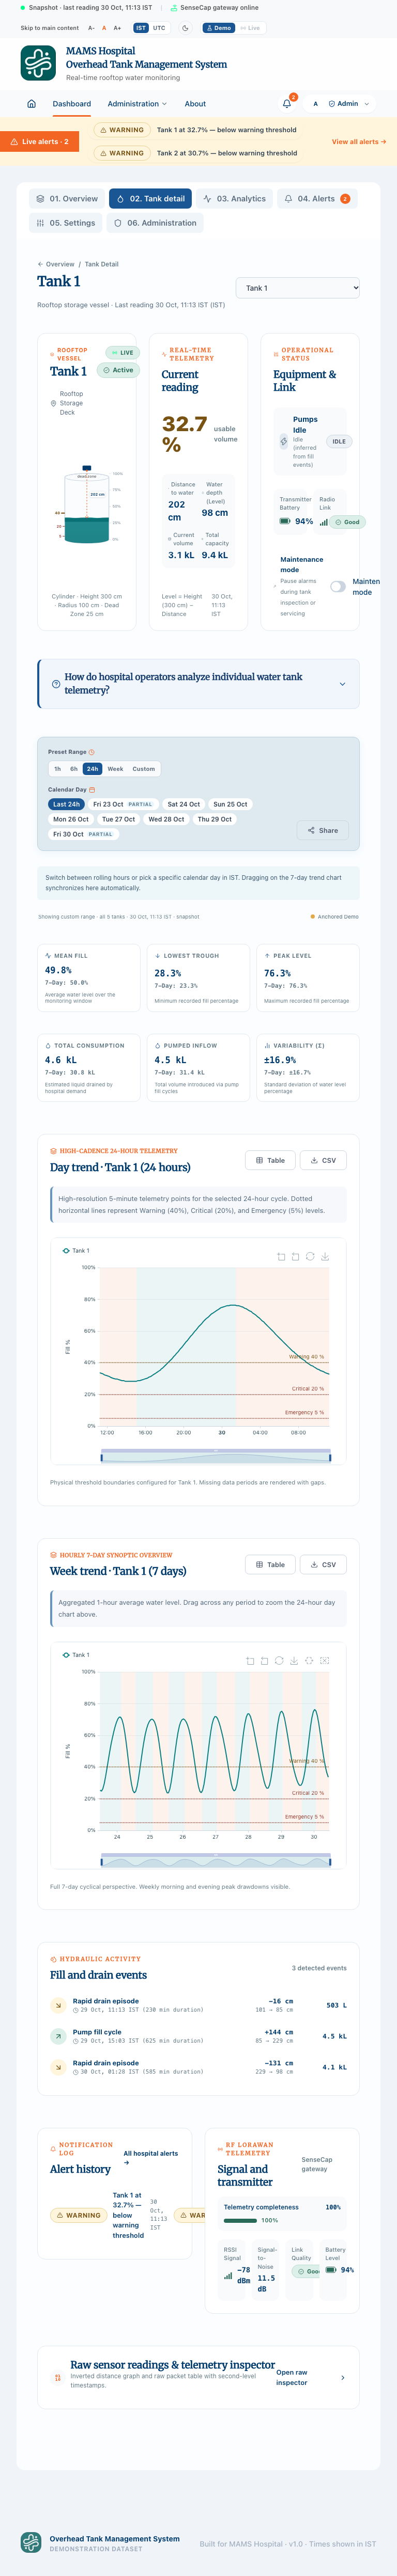 Snapshot · last reading 30 Oct, 11:13 IST
SenseCap gateway online
Skip to main content
A- A A+
IST UTC
Demo
Live
MAMS Hospital
Overhead Tank Management System
Real-time rooftop water monitoring
Dashboard
Administration
About
2
A
Admin
Live alerts · 2
WARNING
Tank 1 at 32.7% — below warning threshold
WARNING
Tank 2 at 30.7% — below warning threshold
View all alerts →
01. Overview
02. Tank detail
03. Analytics
04. Alerts 2
05. Settings
06. Administration
← Overview / Tank Detail
Tank 1
Rooftop storage vessel · Last reading 30 Oct, 11:13 IST (IST)
Tank 1
ROOFTOP VESSEL
LIVE
Tank 1
Active
Rooftop Storage Deck
100%
202 cm
75%
50%
25%
0%
40
20
5
Cylinder · Height 300 cm · Radius 100 cm · Dead Zone 25 cm
REAL-TIME TELEMETRY
Current reading
32.7 %
usable volume
Distance to water
202 cm
Water depth (Level)
98 cm
Current volume
3.1 kL
Total capacity
9.4 kL
Level = Height (300 cm) − Distance
30 Oct, 11:13 IST
OPERATIONAL STATUS
Equipment & Link
Pumps Idle
Idle (inferred from fill events)
IDLE
Transmitter Battery
94%
Radio Link
Good
Maintenance mode
Pause alarms during tank inspection or servicing
Mainten
mode
How do hospital operators analyze individual water tank telemetry?
Preset Range
1h 6h 24h Week Custom
Calendar Day
Last 24h
Fri 23 Oct PARTIAL
Sat 24 Oct
Sun 25 Oct
Mon 26 Oct
Tue 27 Oct
Wed 28 Oct
Thu 29 Oct
Fri 30 Oct PARTIAL
Share
Switch between rolling hours or pick a specific calendar day in IST. Dragging on the 7-day trend chart synchronizes here automatically.
Showing custom range · all 5 tanks · 30 Oct, 11:13 IST · snapshot
Anchored Demo
MEAN FILL
49.8%
7-Day: 50.0%
Average water level over the monitoring window
LOWEST TROUGH
28.3%
7-Day: 23.3%
Minimum recorded fill percentage
PEAK LEVEL
76.3%
7-Day: 76.3%
Maximum recorded fill percentage
TOTAL CONSUMPTION
4.6 kL
7-Day: 30.8 kL
Estimated liquid drained by hospital demand
PUMPED INFLOW
4.5 kL
7-Day: 31.4 kL
Total volume introduced via pump fill cycles
VARIABILITY (Σ)
±16.9%
7-Day: ±16.7%
Standard deviation of water level percentage
HIGH-CADENCE 24-HOUR TELEMETRY
Day trend · Tank 1 (24 hours)
Table
CSV
High-resolution 5-minute telemetry points for the selected 24-hour cycle. Dotted horizontal lines represent Warning (40%), Critical (20%), and Emergency (5%) levels.
Tank 1
Fill %
100%
80%
60%
40%
20%
0%
Warning 40 %
Critical 20 %
Emergency 5 %
12:00 16:00 20:00 30 04:00 08:00
Physical threshold boundaries configured for Tank 1. Missing data periods are rendered with gaps.
HOURLY 7-DAY SYNOPTIC OVERVIEW
Week trend · Tank 1 (7 days)
Table
CSV
Aggregated 1-hour average water level. Drag across any period to zoom the 24-hour day chart above.
Tank 1
Fill %
100%
80%
60%
40%
20%
0%
Warning 40 %
Critical 20 %
Emergency 5 %
24 25 26 27 28 29 30
Full 7-day cyclical perspective. Weekly morning and evening peak drawdowns visible.
HYDRAULIC ACTIVITY
Fill and drain events
3 detected events
Rapid drain episode
29 Oct, 11:13 IST (230 min duration)
−16 cm
101 → 85 cm
503 L
Pump fill cycle
29 Oct, 15:03 IST (625 min duration)
+144 cm
85 → 229 cm
4.5 kL
Rapid drain episode
30 Oct, 01:28 IST (585 min duration)
−131 cm
229 → 98 cm
4.1 kL
NOTIFICATION LOG
Alert history
All hospital alerts →
WARNING
Tank 1 at 32.7% — below warning threshold
30 Oct, 11:13 IST
WAR
RF LORAWAN TELEMETRY
Signal and transmitter
SenseCap gateway
Telemetry completeness
100%
100%
RSSI Signal
−78 dBm
Signal-to-Noise
11.5 dB
Link Quality
Good
Battery Level
94%
Raw sensor readings & telemetry inspector
Inverted distance graph and raw packet table with second-level timestamps.
Open raw inspector
Overhead Tank Management System
DEMONSTRATION DATASET
Built for MAMS Hospital · v1.0 · Times shown in IST